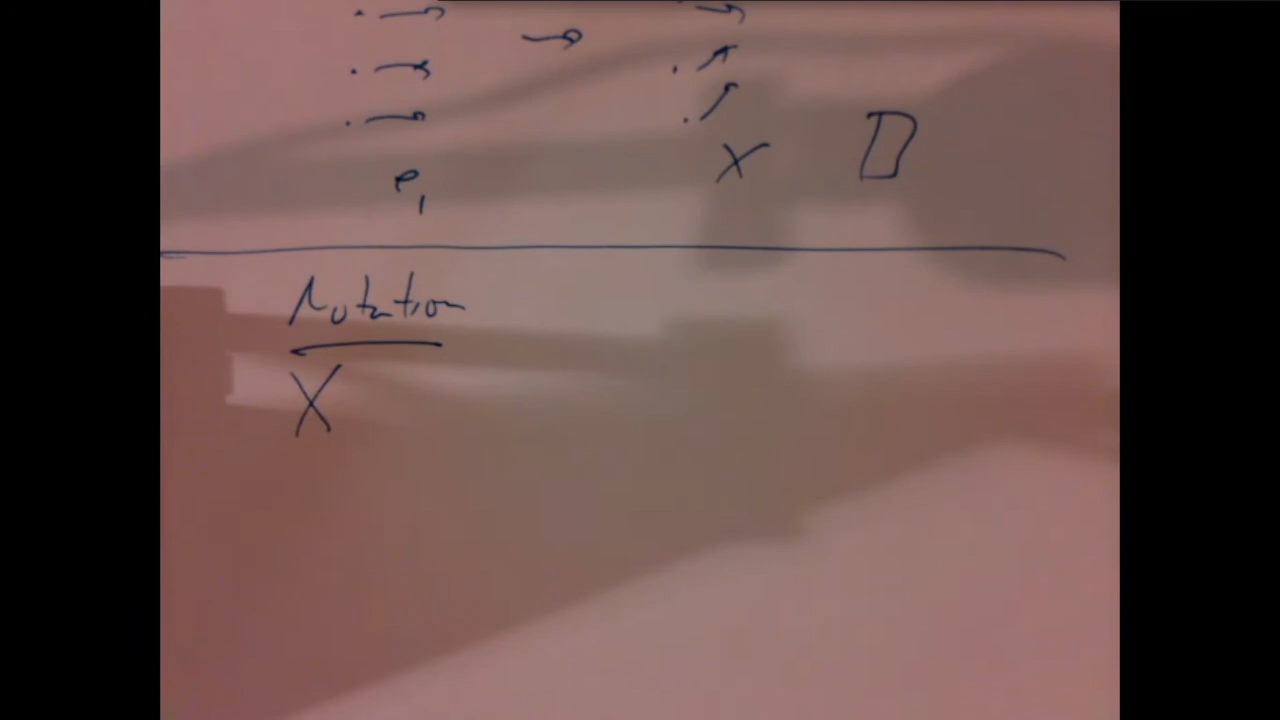 e₁ X □
Notation
X